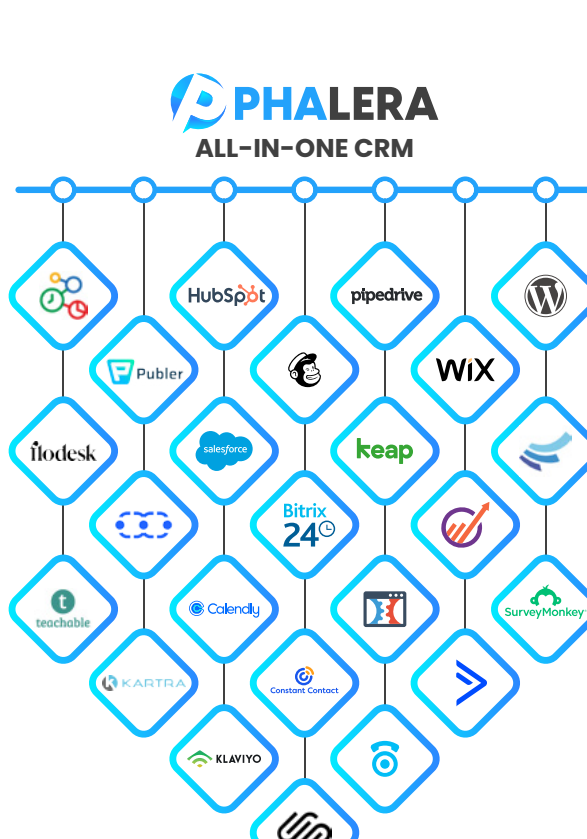 PHALERA
ALL-IN-ONE CRM
HubSpot
pipedrive
Publer
WiX
flodesk
salesforce
keap
Bitrix
24
teachable
Calendly
SurveyMonkey
KARTRA
Constant Contact
KLAVIYO